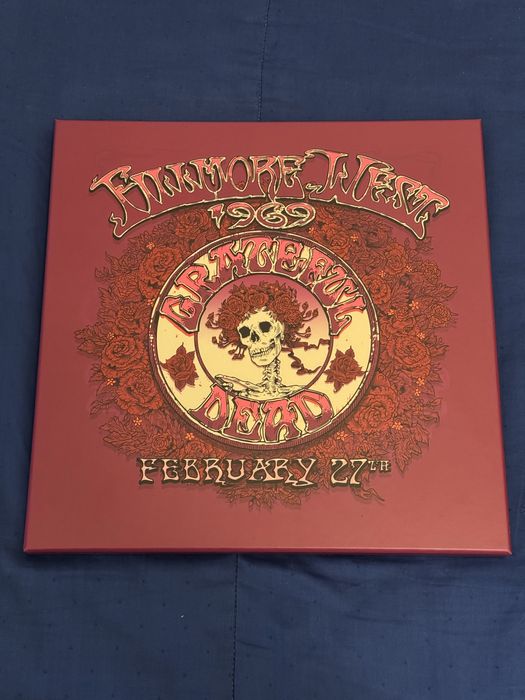 FILLMORE WEST
1969
GRATEFUL
DEAD
FEBRUARY 27TH